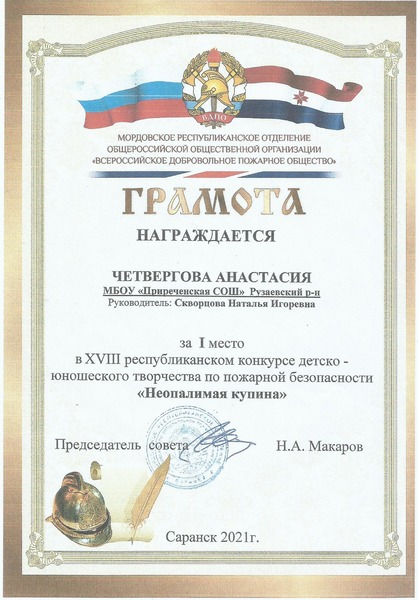 ВДПО
МОРДОВСКОЕ РЕСПУБЛИКАНСКОЕ ОТДЕЛЕНИЕ
ОБЩЕРОССИЙСКОЙ ОБЩЕСТВЕННОЙ ОРГАНИЗАЦИИ
«ВСЕРОССИЙСКОЕ ДОБРОВОЛЬНОЕ ПОЖАРНОЕ ОБЩЕСТВО»
ГРАМОТА
НАГРАЖДАЕТСЯ
ЧЕТВЕРГОВА АНАСТАСИЯ
МБОУ «Приреченская СОШ» Рузаевский р-н
Руководитель: Скворцова Наталья Игоревна
за I место
в XVIII республиканском конкурсе детско -
юношеского творчества по пожарной безопасности
«Неопалимая купина»
Председатель совета Н.А. Макаров
Саранск 2021г.